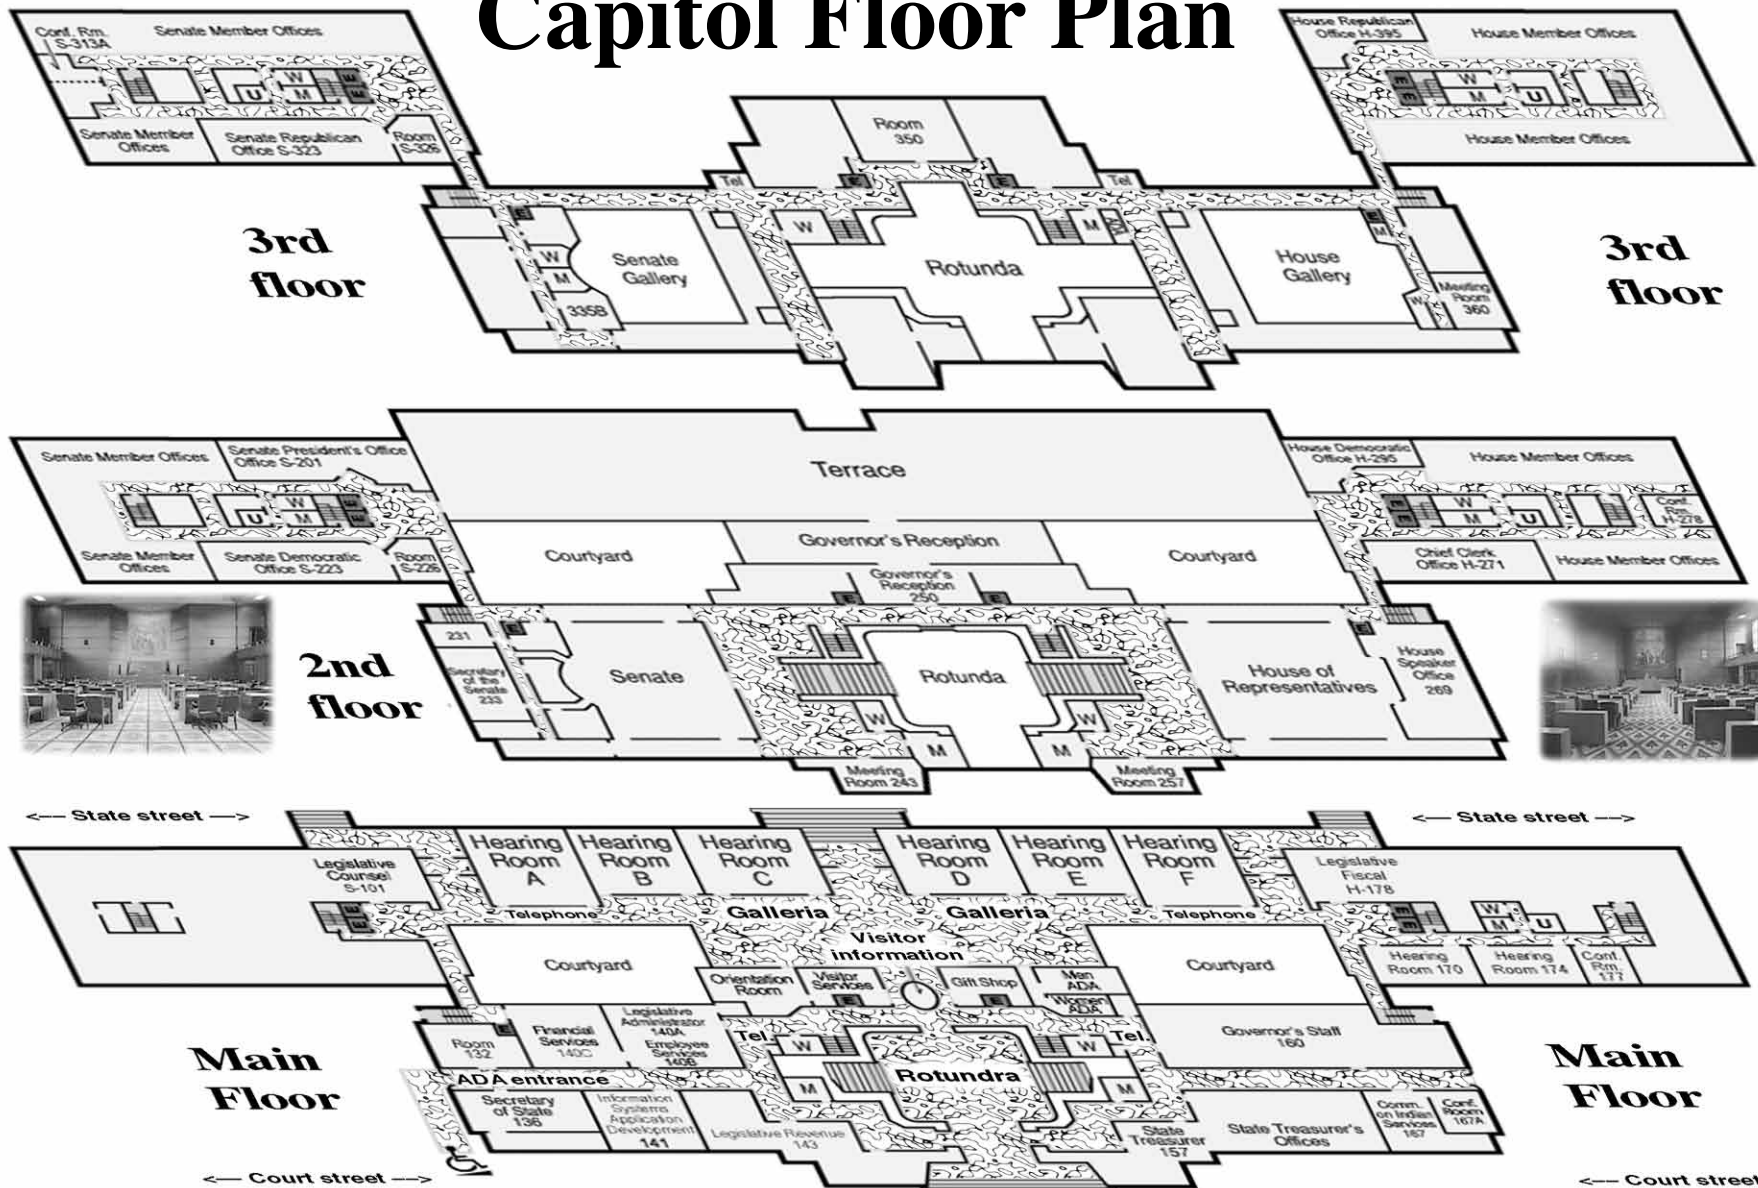 Capitol Floor Plan
Conf. Rm.
S-313A
Senate Member Offices
W
M
U
E
E
Senate Member
Offices
Senate Republican
Office S-323
Room
S-326
House Republican
Office H-395
House Member Offices
E
E
W
M
U
House Member Offices
Room
350
Tel
E
E
Tel
3rd
floor
E
W
M
335B
Senate
Gallery
W
Rotunda
M
House
Gallery
E
M
W
Meeting
Room
360
3rd
floor
Terrace
Senate Member Offices
Senate President's Office
Office S-201
W
M
U
E
E
Senate Member
Offices
Senate Democratic
Office S-223
Room
S-226
House Democratic
Office H-295
House Member Offices
E
E
W
M
U
Conf.
Rm.
H-278
Chief Clerk
Office H-271
House Member Offices
Courtyard
Governor's Reception
Courtyard
Governor's
Reception
250
E
E
2nd
floor
231
E
Secretary
of the
Senate
233
Senate
Rotunda
W
M
W
M
House of
Representatives
E
House
Speaker
Office
269
Meeting
Room 243
Meeting
Room 257
<-- State street -->
<-- State street -->
Legislative
Counsel
S-101
E
E
Hearing
Room
A
Hearing
Room
B
Hearing
Room
C
Hearing
Room
D
Hearing
Room
E
Hearing
Room
F
Legislative
Fiscal
H-178
E
E
W
M
U
Telephone
Galleria
Galleria
Telephone
Visitor
information
Hearing
Room 170
Hearing
Room 174
Conf.
Rm.
177
Courtyard
Orientation
Room
Visitor
Services
E
Gift Shop
E
Men
ADA
Women
ADA
Courtyard
Main
Floor
Room
132
E
Financial
Services
140C
Legislative
Administrator
140A
Employee
Services
140B
Tel.
W
M
Rotundra
W
M
Tel.
Governor's Staff
160
Main
Floor
ADA entrance
Secretary
of State
136
Information
Systems
Application
Development
141
Legislative Revenue
143
State
Treasurer
157
State Treasurer's
Offices
Comm.
on Indian
Services
167
Conf.
Room
167A
<-- Court street -->
<-- Court street